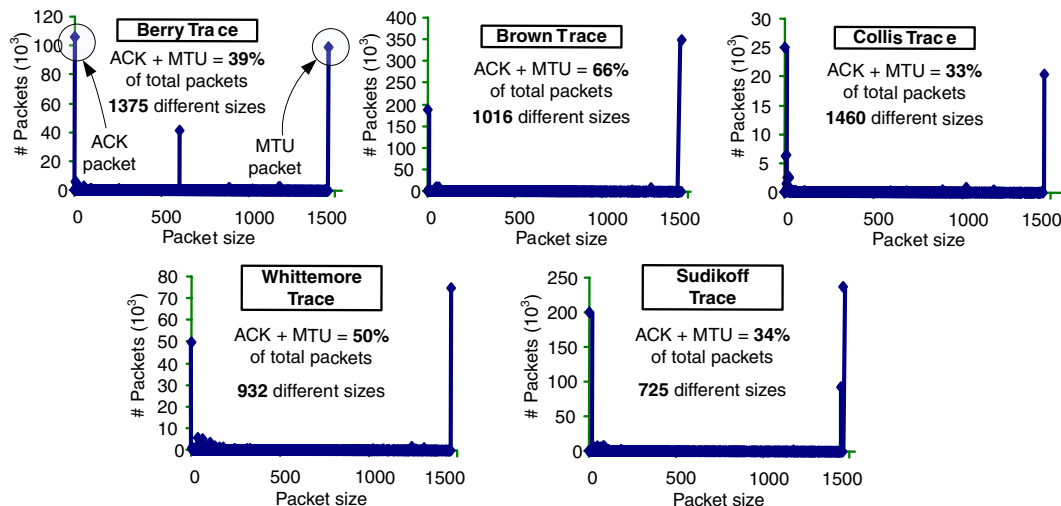 Berry Trace
ACK + MTU = 39%
of total packets
1375 different sizes
ACK
packet
MTU
packet
# Packets (10³)
120
100
80
60
40
20
0
0
500
1000
1500
Packet size
Brown Trace
ACK + MTU = 66%
of total packets
1016 different sizes
# Packets (10³)
400
350
300
250
200
150
100
50
0
0
500
1000
1500
Packet size
Collis Trace
ACK + MTU = 33%
of total packets
1460 different sizes
# Packets (10³)
30
25
20
15
10
5
0
0
500
1000
1500
Packet size
Whittemore
Trace
ACK + MTU = 50%
of total packets
932 different sizes
# Packets (10³)
80
70
60
50
40
30
20
10
0
0
500
1000
1500
Packet size
Sudikoff
Trace
ACK + MTU = 34%
of total packets
725 different sizes
# Packets (10³)
250
200
150
100
50
0
0
500
1000
1500
Packet size